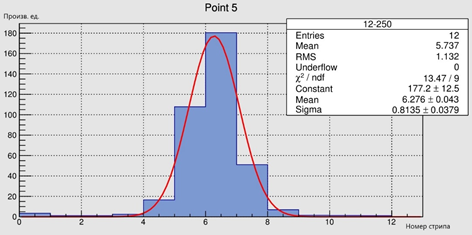 Point 5
Произв. ед.
12-250
Entries 12
Mean 5.737
RMS 1.132
Underflow 0
χ² / ndf 13.47 / 9
Constant 177.2 ± 12.5
Mean 6.276 ± 0.043
Sigma 0.8135 ± 0.0379
180
160
140
120
100
80
60
40
20
0
0 2 4 6 8 10 12
Номер стрипа